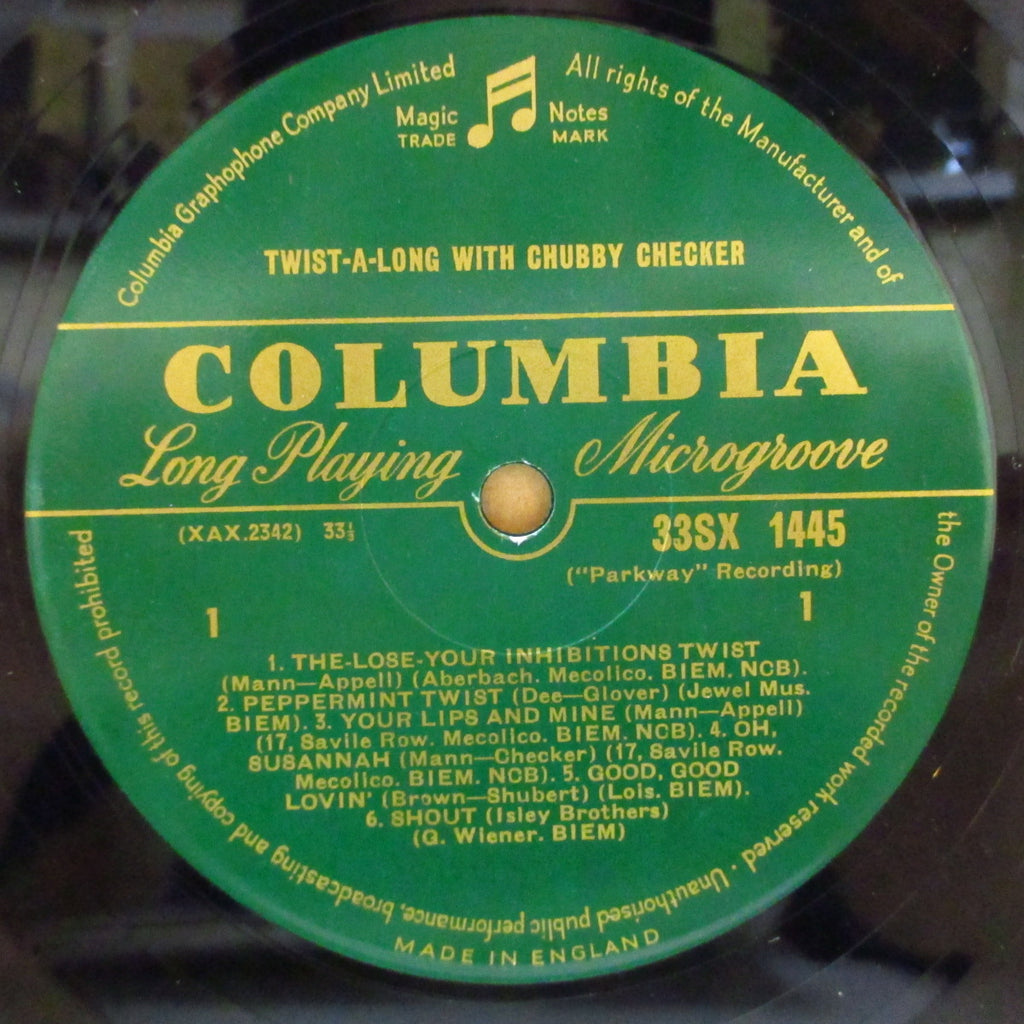 Columbia Graphophone Company Limited
Magic Notes
TRADE MARK
All rights of the Manufacturer and of
the Owner of the recorded work reserved · Unauthorised public performance, broadcasting and copying of this record prohibited
TWIST-A-LONG WITH CHUBBY CHECKER
COLUMBIA
Long Playing Microgroove
(XAX.2342) 33⅓
33SX 1445
("Parkway" Recording)
1 1
1. THE-LOSE-YOUR INHIBITIONS TWIST
(Mann—Appell) (Aberbach. Mecolico. BIEM. NCB).
2. PEPPERMINT TWIST (Dee—Glover) (Jewel Mus.
BIEM). 3. YOUR LIPS AND MINE (Mann—Appell)
(17, Savile Row. Mecolico. BIEM. NCB). 4. OH,
SUSANNAH (Mann—Checker) (17, Savile Row.
Mecolico. BIEM. NCB). 5. GOOD, GOOD
LOVIN' (Brown—Shubert) (Lois. BIEM).
6. SHOUT (Isley Brothers)
(G. Wiener. BIEM)
MADE IN ENGLAND